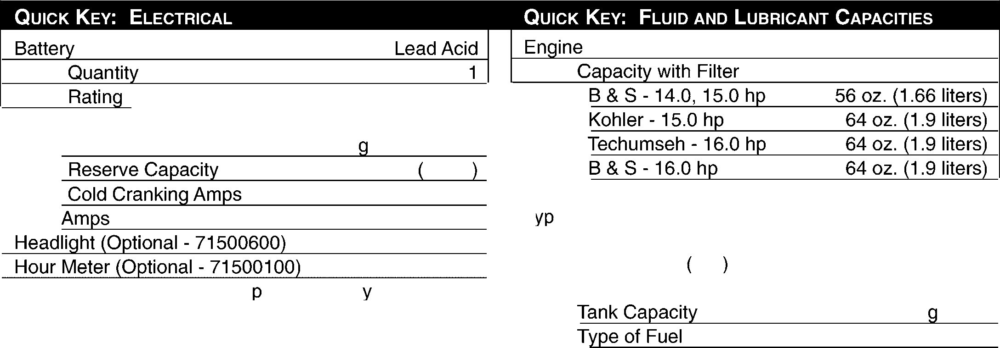 QUICK KEY: ELECTRICAL
Battery Lead Acid
Quantity 1
Rating
g
Reserve Capacity ( )
Cold Cranking Amps
Amps
Headlight (Optional - 71500600)
Hour Meter (Optional - 71500100)
p y
QUICK KEY: FLUID AND LUBRICANT CAPACITIES
Engine
Capacity with Filter
B & S - 14.0, 15.0 hp 56 oz. (1.66 liters)
Kohler - 15.0 hp 64 oz. (1.9 liters)
Techumseh - 16.0 hp 64 oz. (1.9 liters)
B & S - 16.0 hp 64 oz. (1.9 liters)
yp
( )
Tank Capacity g
Type of Fuel